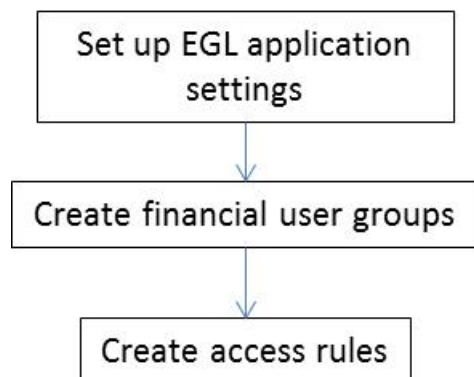 Set up EGL application
settings
Create financial user groups
Create access rules